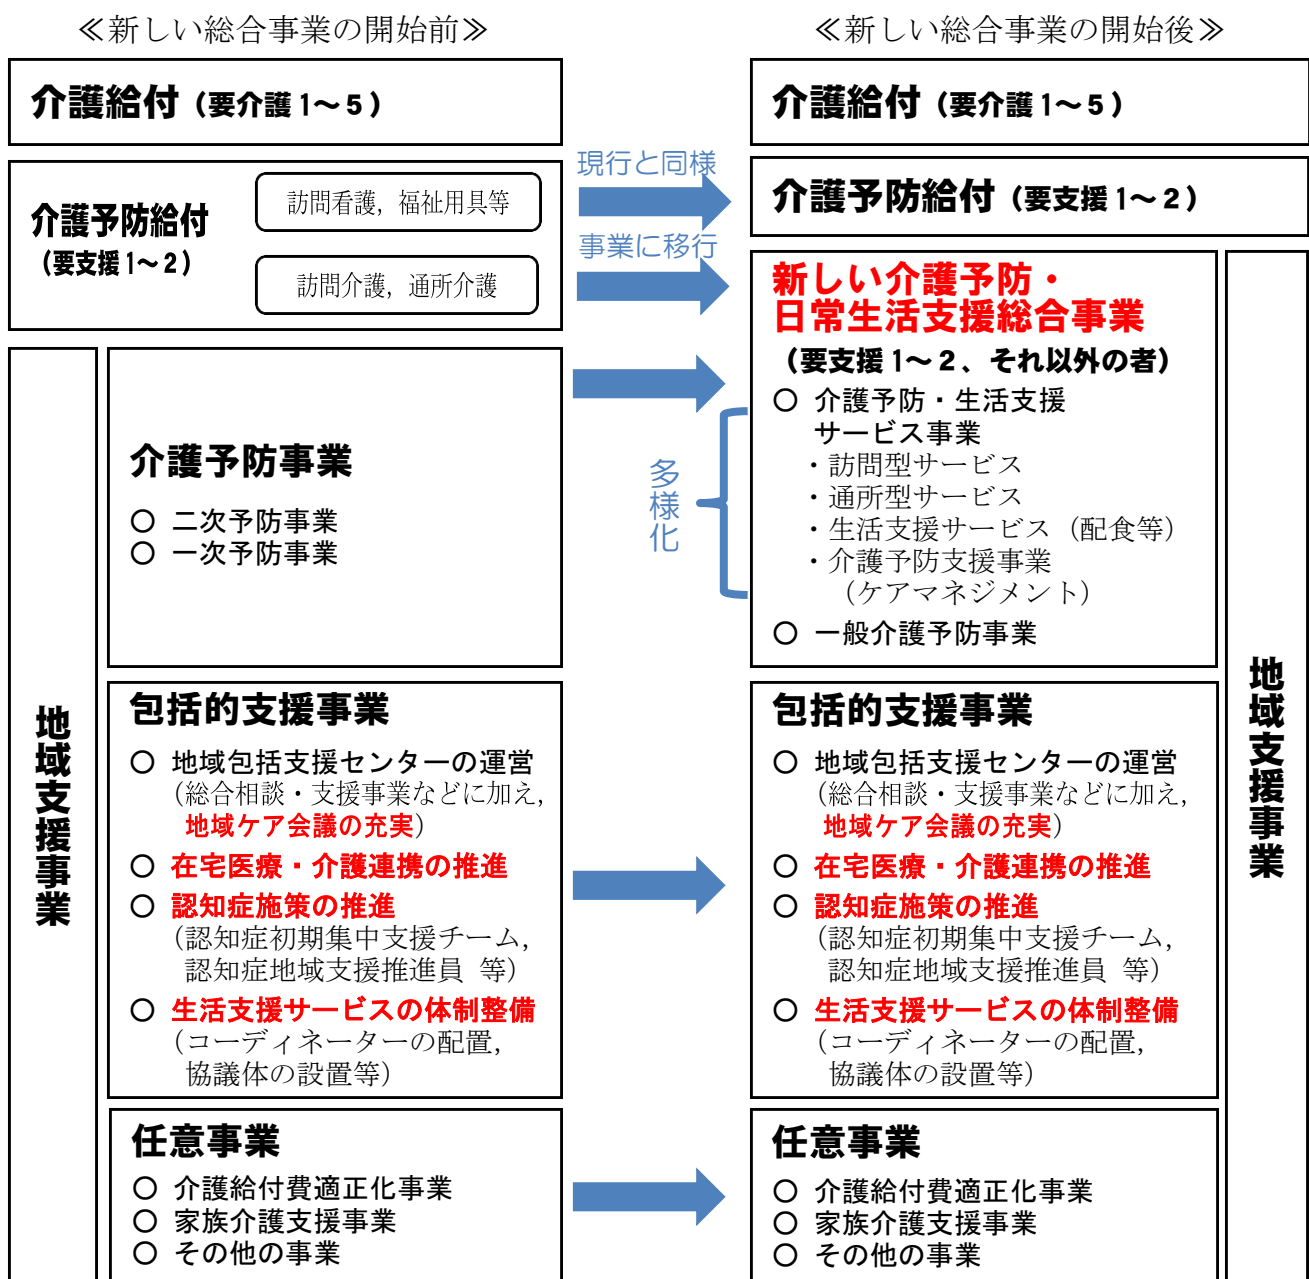 ≪新しい総合事業の開始前≫
介護給付（要介護1～5）
介護予防給付
（要支援1～2）
訪問看護，福祉用具等
訪問介護，通所介護
地域支援事業
介護予防事業
○ 二次予防事業
○ 一次予防事業
包括的支援事業
○ 地域包括支援センターの運営
（総合相談・支援事業などに加え，
地域ケア会議の充実）
○ 在宅医療・介護連携の推進
○ 認知症施策の推進
（認知症初期集中支援チーム，
認知症地域支援推進員 等）
○ 生活支援サービスの体制整備
（コーディネーターの配置，
協議体の設置等）
任意事業
○ 介護給付費適正化事業
○ 家族介護支援事業
○ その他の事業
現行と同様
事業に移行
多様化
≪新しい総合事業の開始後≫
介護給付（要介護1～5）
介護予防給付（要支援1～2）
新しい介護予防・
日常生活支援総合事業
（要支援1～2、それ以外の者）
○ 介護予防・生活支援
サービス事業
・訪問型サービス
・通所型サービス
・生活支援サービス（配食等）
・介護予防支援事業
（ケアマネジメント）
○ 一般介護予防事業
包括的支援事業
○ 地域包括支援センターの運営
（総合相談・支援事業などに加え，
地域ケア会議の充実）
○ 在宅医療・介護連携の推進
○ 認知症施策の推進
（認知症初期集中支援チーム，
認知症地域支援推進員 等）
○ 生活支援サービスの体制整備
（コーディネーターの配置，
協議体の設置等）
任意事業
○ 介護給付費適正化事業
○ 家族介護支援事業
○ その他の事業
地域支援事業